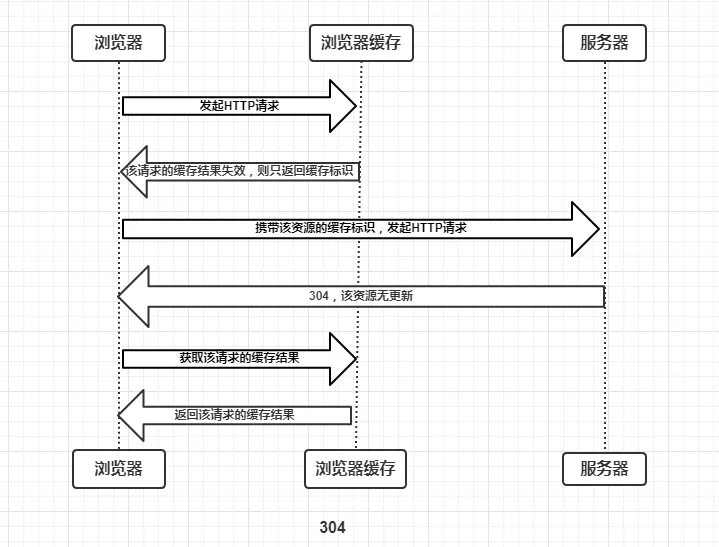 浏览器
浏览器缓存
服务器
发起HTTP请求
该请求的缓存结果失效，则只返回缓存标识
携带该资源的缓存标识，发起HTTP请求
304，该资源无更新
获取该请求的缓存结果
返回该请求的缓存结果
浏览器
浏览器缓存
服务器
304